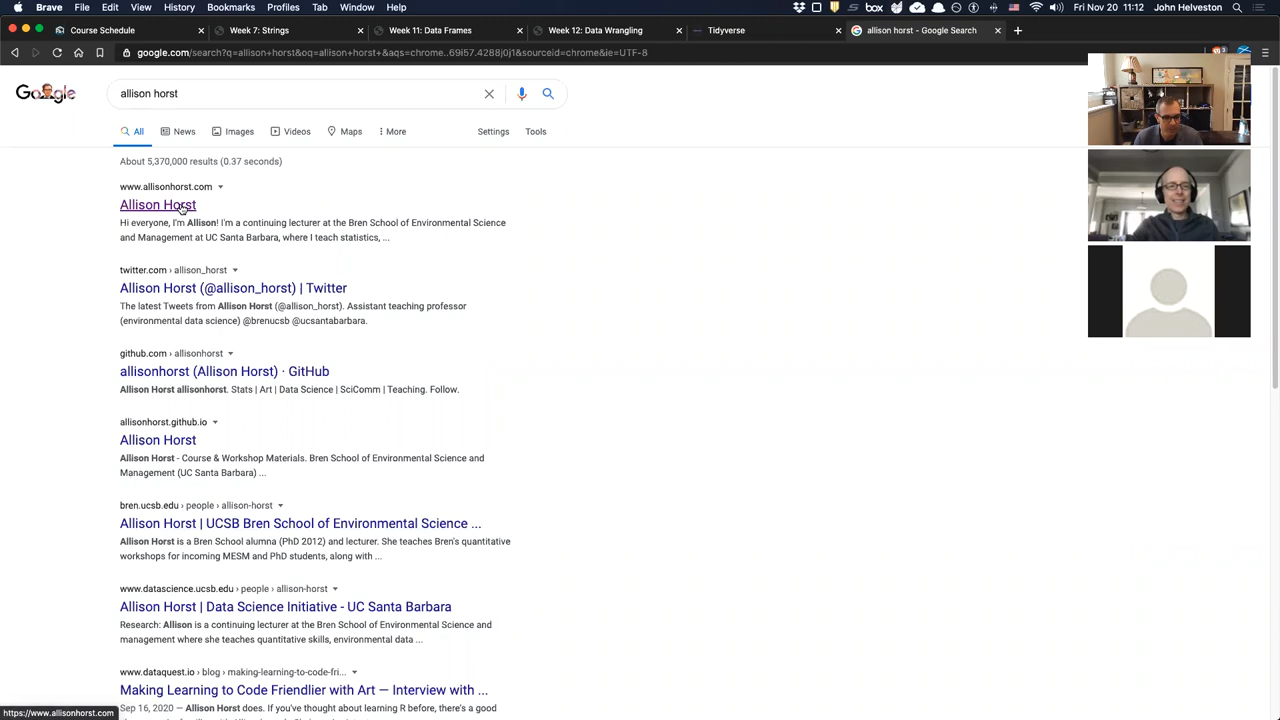 Brave File Edit View History Bookmarks Profiles Tab Window Help
Fri Nov 20 11:12 John Helveston
Course Schedule × Week 7: Strings × Week 11: Data Frames × Week 12: Data Wrangling × Tidyverse × allison horst - Google Search × +
google.com/search?q=allison+horst&oq=allison+horst+&aqs=chrome..69i57.4288j0j1&sourceid=chrome&ie=UTF-8
Google
allison horst
All News Images Videos Maps More Settings Tools
About 5,370,000 results (0.37 seconds)
www.allisonhorst.com
Allison Horst
Hi everyone, I'm Allison! I'm a continuing lecturer at the Bren School of Environmental Science
and Management at UC Santa Barbara, where I teach statistics, ...
twitter.com › allison_horst
Allison Horst (@allison_horst) | Twitter
The latest Tweets from Allison Horst (@allison_horst). Assistant teaching professor
(environmental data science) @brenucsb @ucsantabarbara.
github.com › allisonhorst
allisonhorst (Allison Horst) · GitHub
Allison Horst allisonhorst. Stats | Art | Data Science | SciComm | Teaching. Follow.
allisonhorst.github.io
Allison Horst
Allison Horst - Course & Workshop Materials. Bren School of Environmental Science and
Management (UC Santa Barbara) ...
bren.ucsb.edu › people › allison-horst
Allison Horst | UCSB Bren School of Environmental Science ...
Allison Horst is a Bren School alumna (PhD 2012) and lecturer. She teaches Bren's quantitative
workshops for incoming MESM and PhD students, along with ...
www.datascience.ucsb.edu › people › allison-horst
Allison Horst | Data Science Initiative - UC Santa Barbara
Research: Allison is a continuing lecturer at the Bren School of Environmental Science and
management where she teaches quantitative skills, environmental data ...
www.dataquest.io › blog › making-learning-to-code-fri...
Making Learning to Code Friendlier with Art — Interview with ...
Sep 16, 2020 — Allison Horst does. If you've thought about learning R before, there's a good
https://www.allisonhorst.com